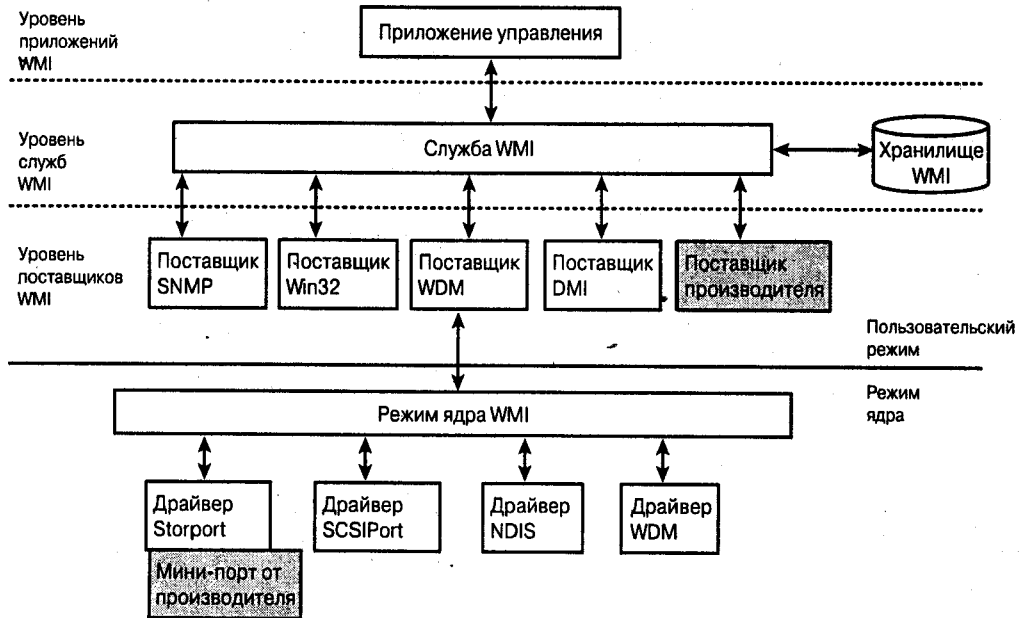 Уровень
приложений
WMI
Приложение управления
Уровень
служб
WMI
Служба WMI
Хранилище
WMI
Уровень
поставщиков
WMI
Поставщик
SNMP
Поставщик
Win32
Поставщик
WDM
Поставщик
DMI
Поставщик
производителя
Пользовательский
режим
Режим
ядра
Режим ядра WMI
Драйвер
Storport
Драйвер
SCSIPort
Драйвер
NDIS
Драйвер
WDM
Мини-порт от
производителя